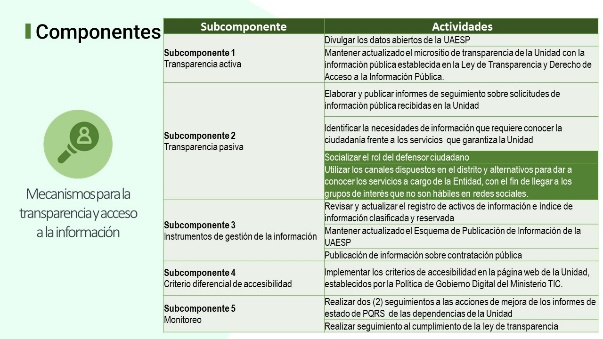 Componentes
Mecanismos para la
transparencia y acceso
a la información
Subcomponente
Actividades
Subcomponente 1
Transparencia activa
Divulgar los datos abiertos de la UAESP
Mantener actualizado el micrositio de transparencia de la Unidad con la
información pública establecida en la Ley de Transparencia y Derecho de
Acceso a la Información Pública.
Subcomponente 2
Transparencia pasiva
Elaborar y publicar informes de seguimiento sobre solicitudes de
información pública recibidas en la Unidad
Identificar la necesidades de información que requiere conocer la
ciudadanía frente a los servicios que garantiza la Unidad
Socializar el rol del defensor ciudadano
Utilizar los canales dispuestos en el distrito y alternativos para dar a
conocer los servicios a cargo de la Entidad, con el fin de llegar a los
grupos de interés que no son hábiles en redes sociales.
Subcomponente 3
Instrumentos de gestión de la información
Revisar y actualizar el registro de activos de información e Índice de
información clasificada y reservada
Mantener actualizado el Esquema de Publicación de Información de la
UAESP
Publicación de información sobre contratación pública
Subcomponente 4
Criterio diferencial de accesibilidad
Implementar los criterios de accesibilidad en la página web de la Unidad,
establecidos por la Política de Gobierno Digital del Ministerio TIC.
Subcomponente 5
Monitoreo
Realizar dos (2) seguimientos a las acciones de mejora de los informes de
estado de PQRS de las dependencias de la Unidad
Realizar seguimiento al cumplimiento de la ley de transparencia